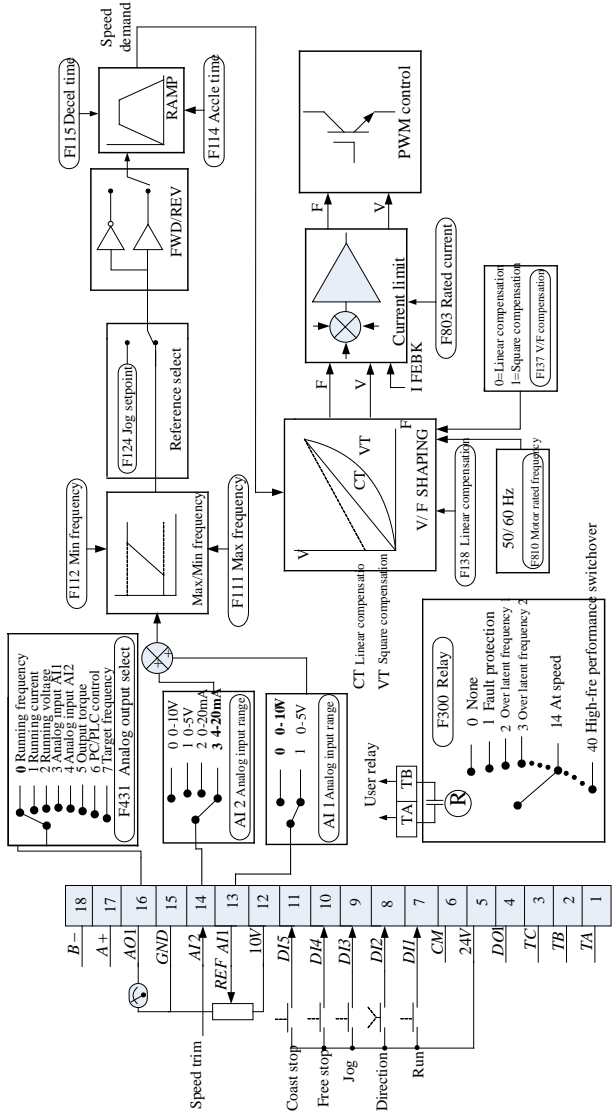 B-
A+
AO1
GND
AI2
REF AI1
10V
DI5
DI4
DI3
DI2
DI1
CM
24V
DO1
TC
TB
TA
18
17
16
15
14
13
12
11
10
9
8
7
6
5
4
3
2
1
Speed trim
Coast stop
Free stop
Jog
Direction
Run
0 Running frequency
1 Running current
2 Running voltage
3 Analog input AI1
4 Analog input AI2
5 Output torque
6 PC/PLC control
7 Target frequency
F431 Analog output select
0 0-10V
1 0-5V
2 0-20mA
3 4-20mA
AI 2 Analog input range
0 0-10V
1 0-5V
AI 1 Analog input range
User relay
TA TB
R
F300 Relay
0 None
1 Fault protection
2 Over latent frequency 1
3 Over latent frequency 2
14 At speed
40 High-fre performance switchover
F112 Min frequency
Max/Min frequency
F111 Max frequency
F124 Jog setpoint
Reference select
FWD/REV
F115 Decel time
RAMP
F114 Accle time
Speed demand
V
CT
VT
F
V/F SHAPING
CT Linear compensatio
VT Square compensation
F138 Linear compensation
50/60 Hz
F810 Motor rated frequency
0=Linear compensation
1=Square compensation
F137 V/F compensation
F
V
I FEBK
Current limit
F803 Rated current
F
V
PWM control